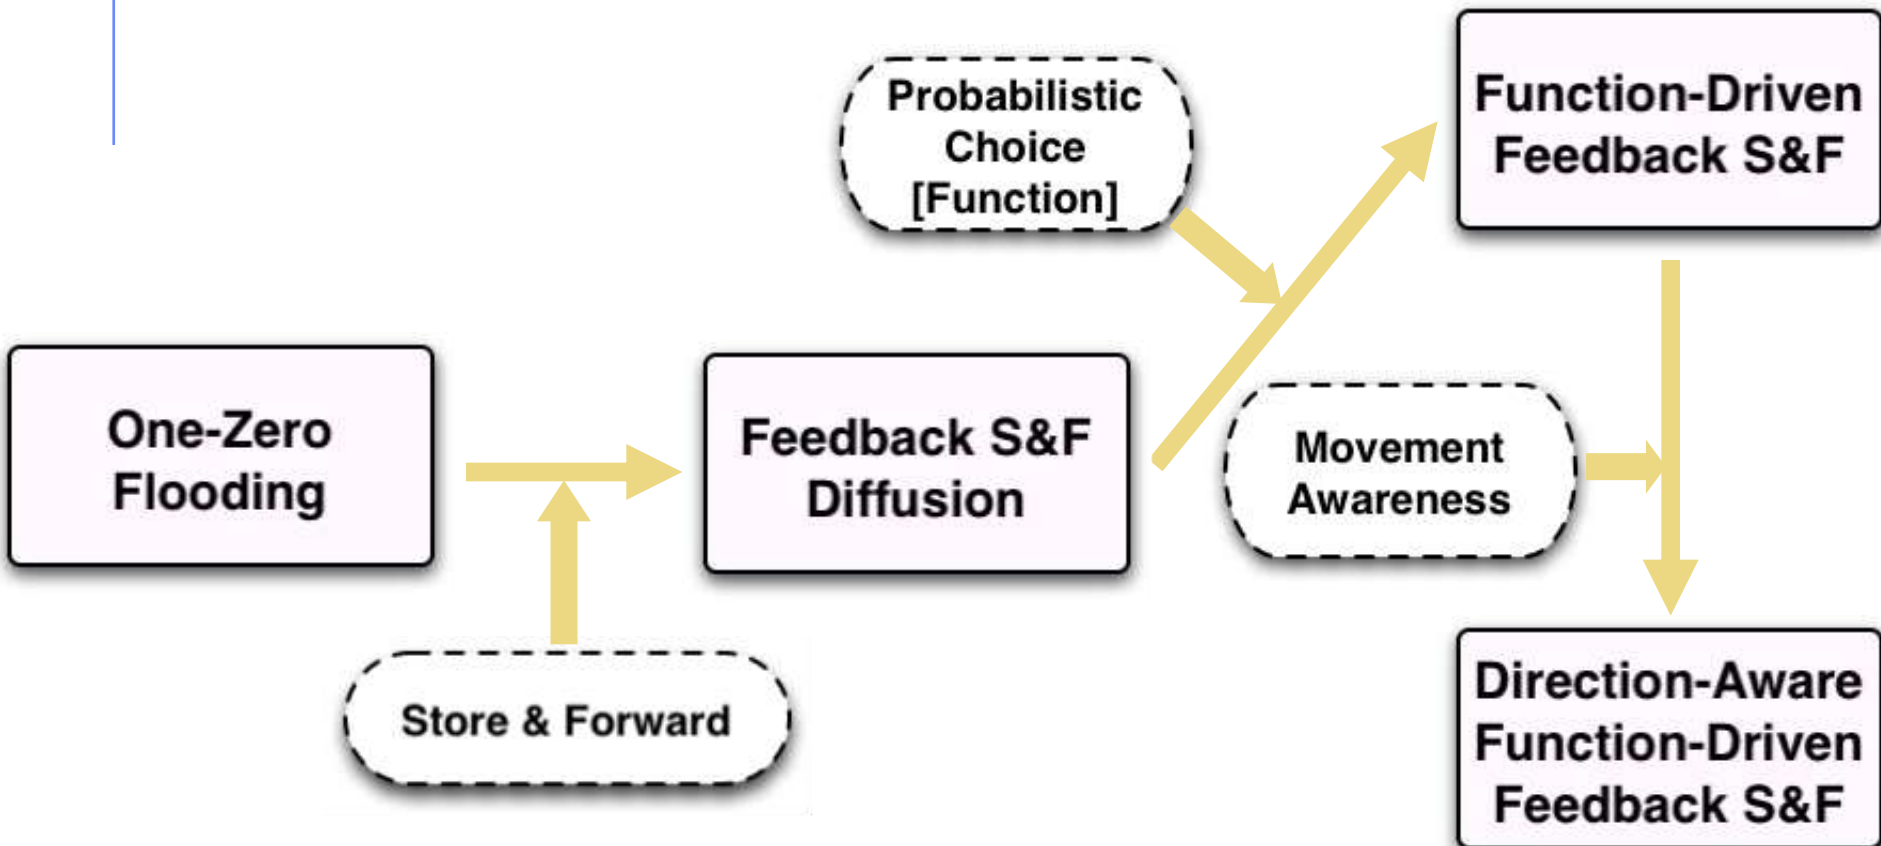 Probabilistic
Choice
[Function]
Function-Driven
Feedback S&F
One-Zero
Flooding
Feedback S&F
Diffusion
Movement
Awareness
Store & Forward
Direction-Aware
Function-Driven
Feedback S&F